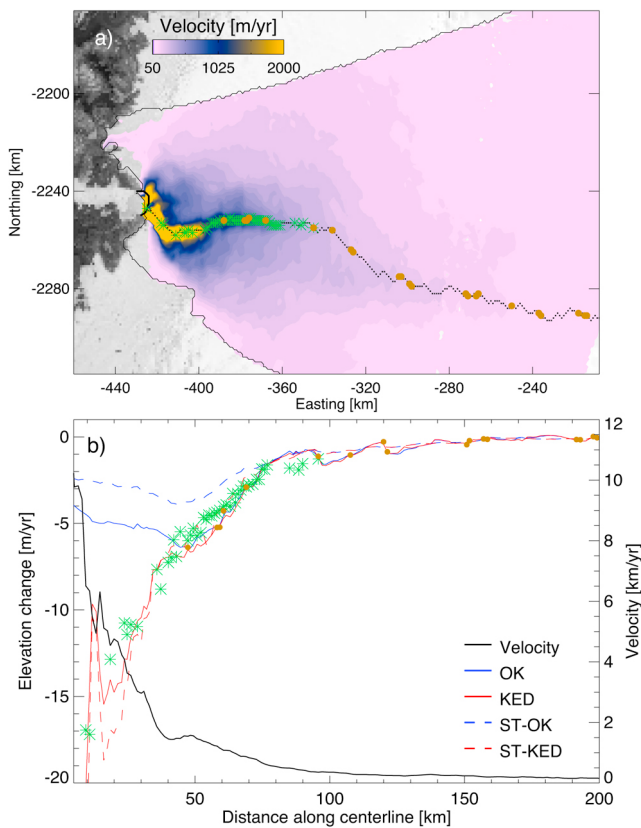 a)
Velocity [m/yr]
50 1025 2000
Northing [km]
-2200
-2240
-2280
-440 -400 -360 -320 -280 -240
Easting [km]
b)
Elevation change [m/yr]
0
-5
-10
-15
-20
12
10
8
6
4
2
0
Velocity [km/yr]
Velocity
OK
KED
ST-OK
ST-KED
50 100 150 200
Distance along centerline [km]